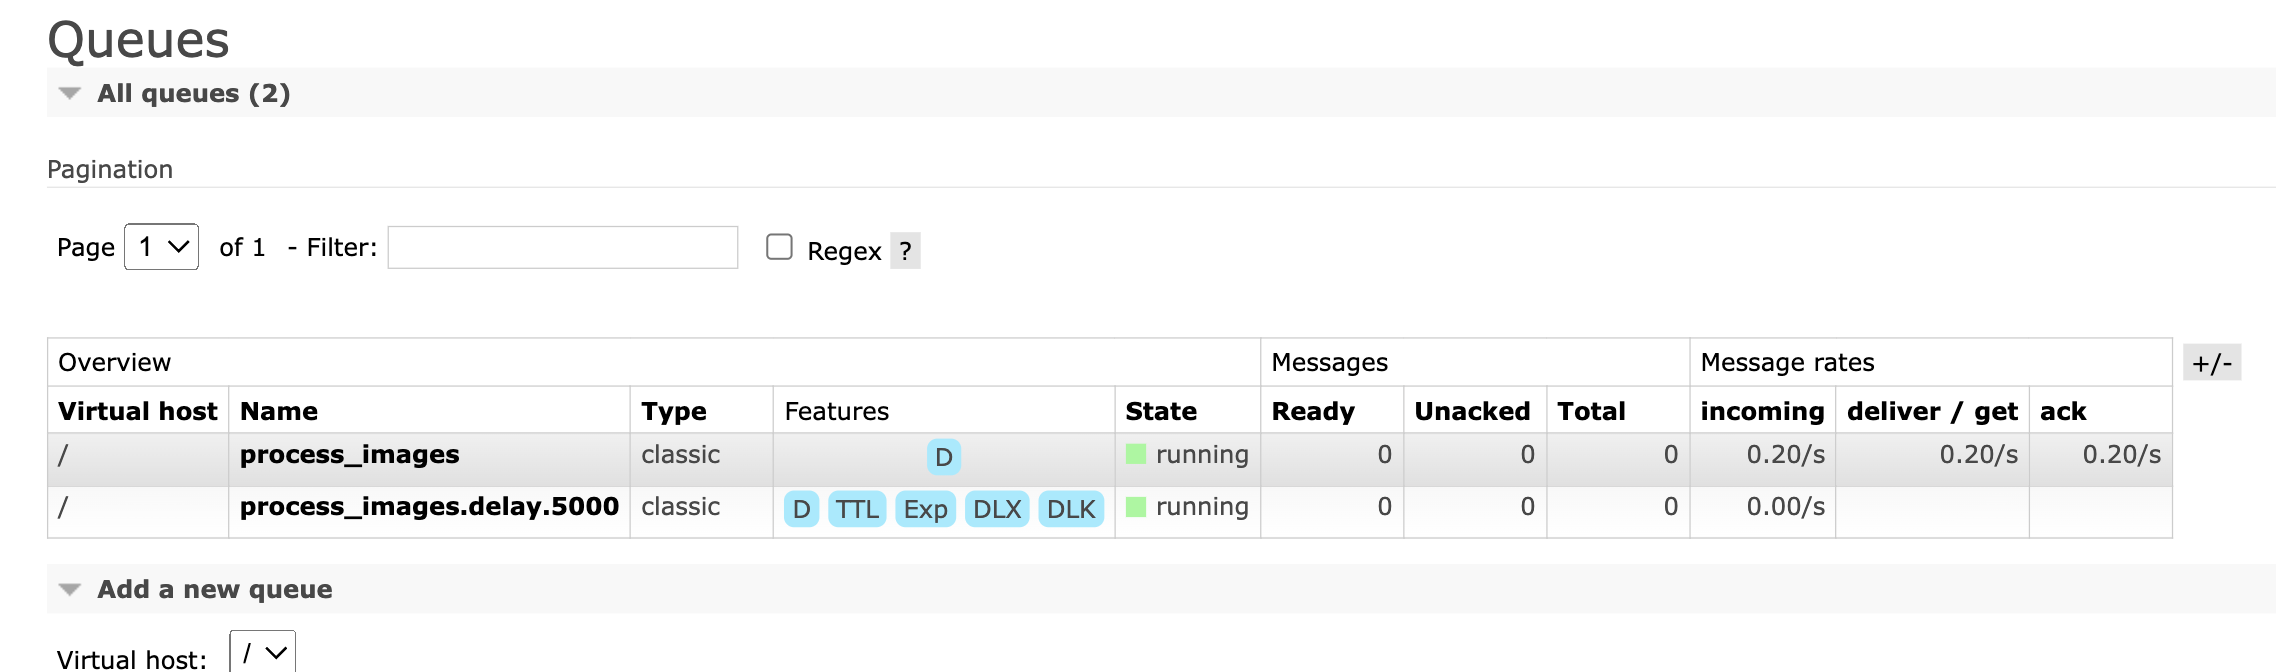 Queues
All queues (2)
Pagination
Page 1 of 1 - Filter: Regex ?
Overview Messages Message rates +/-
Virtual host Name Type Features State Ready Unacked Total incoming deliver / get ack
/ process_images classic D running 0 0 0 0.20/s 0.20/s 0.20/s
/ process_images.delay.5000 classic D TTL Exp DLX DLK running 0 0 0 0.00/s
Add a new queue
Virtual host: /